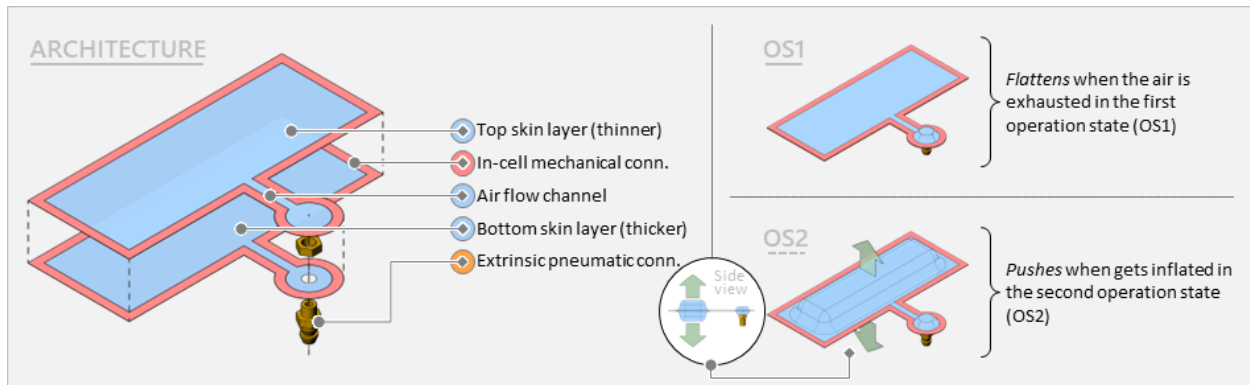 ARCHITECTURE
Top skin layer (thinner)
In-cell mechanical conn.
Air flow channel
Bottom skin layer (thicker)
Extrinsic pneumatic conn.
OS1
Flattens when the air is
exhausted in the first
operation state (OS1)
OS2
Side
view
Pushes when gets inflated in
the second operation state
(OS2)